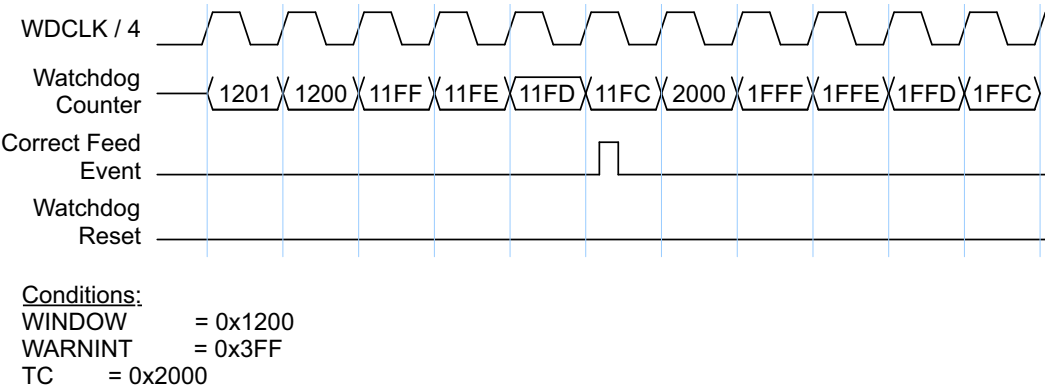 WDCLK / 4
Watchdog
Counter
1201 1200 11FF 11FE 11FD 11FC 2000 1FFF 1FFE 1FFD 1FFC
Correct Feed
Event
Watchdog
Reset
Conditions:
WINDOW = 0x1200
WARNINT = 0x3FF
TC = 0x2000